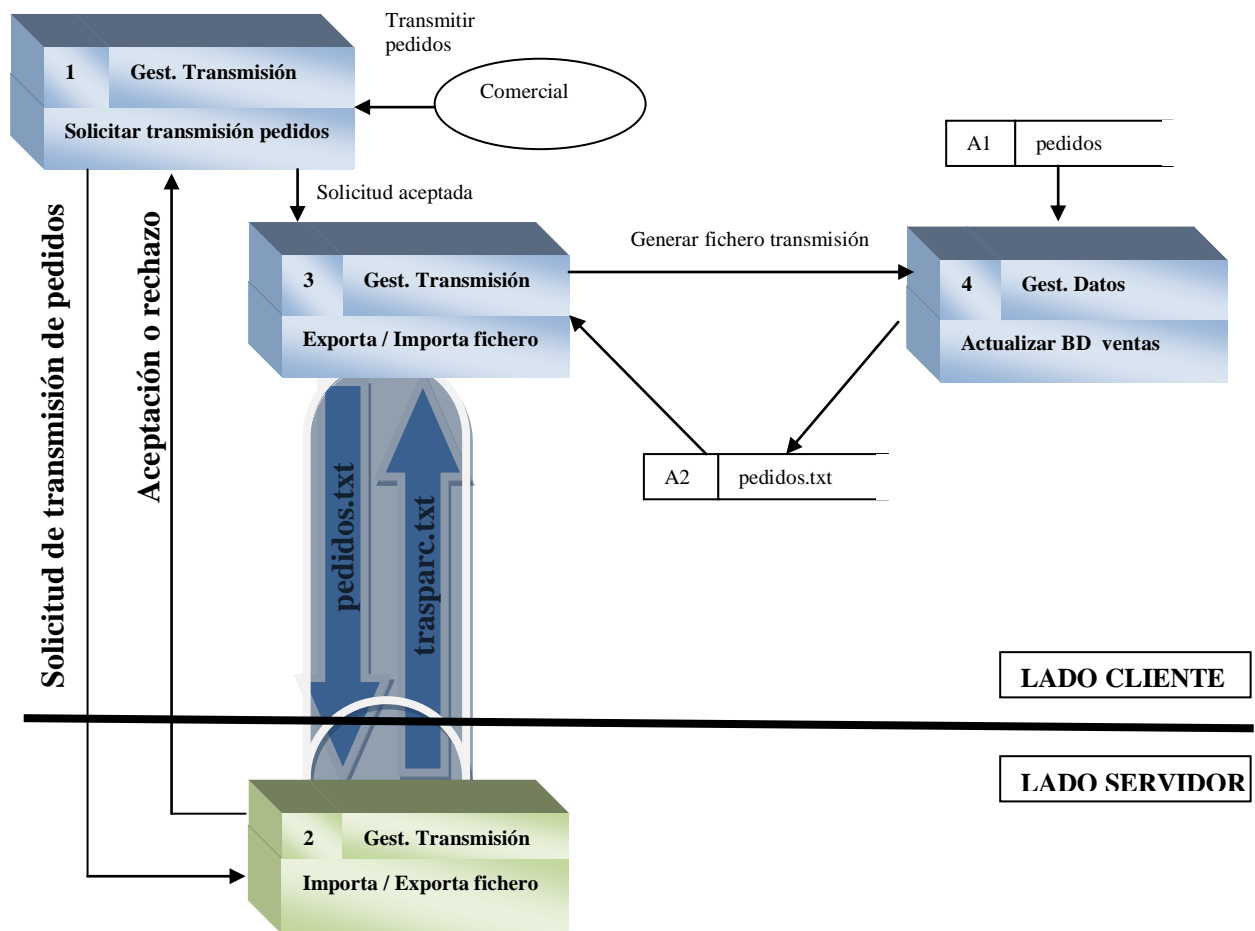 Transmitir
pedidos
1 Gest. Transmisión
Comercial
Solicitar transmisión pedidos
A1 pedidos
Solicitud aceptada
Solicitud de transmisión de pedidos
Aceptación o rechazo
Generar fichero transmisión
3 Gest. Transmisión
Exporta / Importa fichero
4 Gest. Datos
Actualizar BD ventas
A2 pedidos.txt
pedidos.txt
trasparc.txt
LADO CLIENTE
LADO SERVIDOR
2 Gest. Transmisión
Importa / Exporta fichero